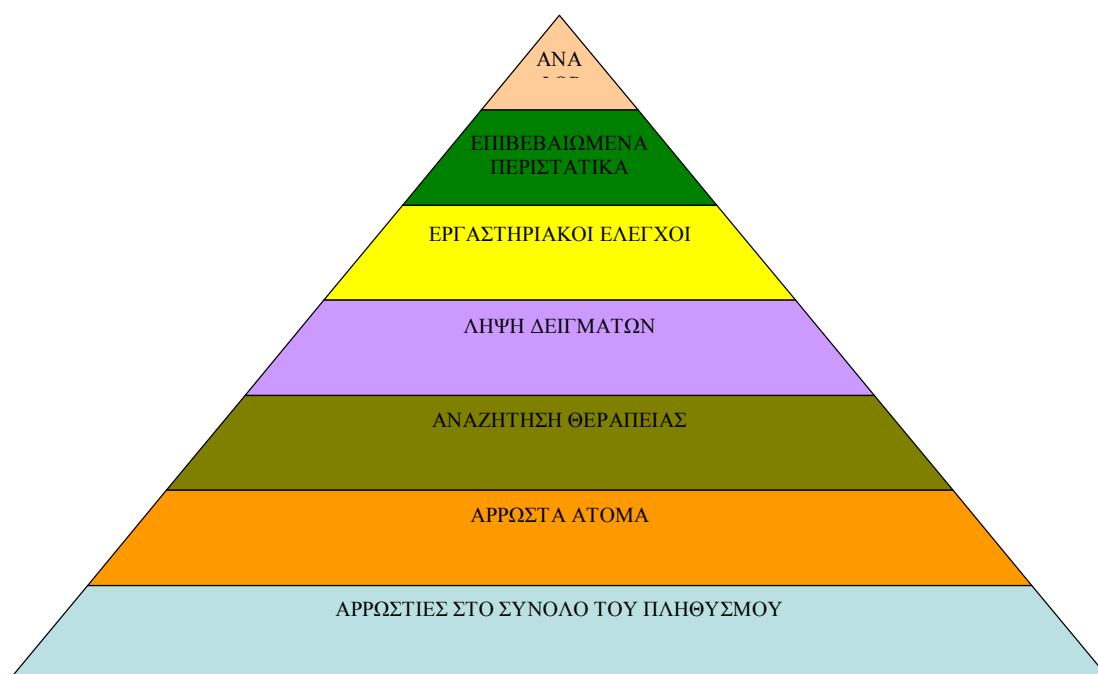 ΑΝΑ
ΕΠΙΒΕΒΑΙΩΜΕΝΑ
ΠΕΡΙΣΤΑΤΙΚΑ
ΕΡΓΑΣΤΗΡΙΑΚΟΙ ΕΛΕΓΧΟΙ
ΛΗΨΗ ΔΕΙΓΜΑΤΩΝ
ΑΝΑΖΗΤΗΣΗ ΘΕΡΑΠΕΙΑΣ
ΑΡΡΩΣΤΑ ΑΤΟΜΑ
ΑΡΡΩΣΤΙΕΣ ΣΤΟ ΣΥΝΟΛΟ ΤΟΥ ΠΛΗΘΥΣΜΟΥ